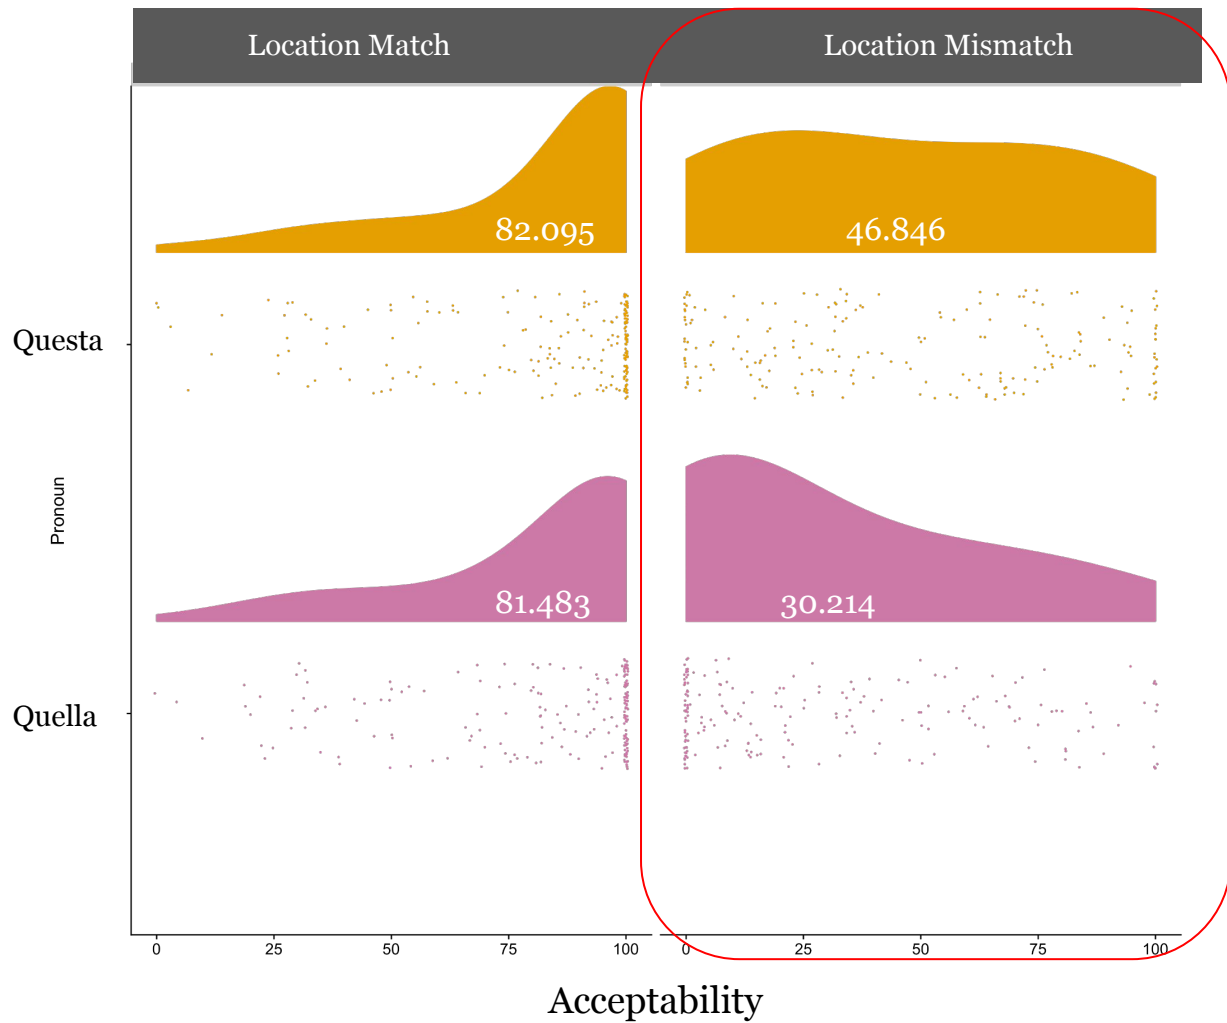 Location Match
Location Mismatch
82.095
46.846
Questa
Pronoun
81.483
30.214
Quella
0 25 50 75 100
0 25 50 75 100
Acceptability